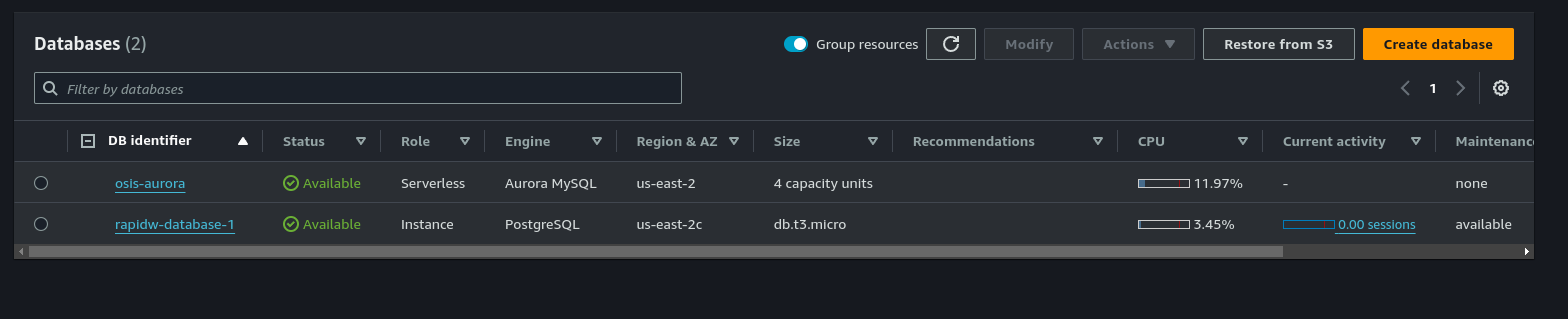 Databases (2)
Group resources
Modify
Actions
Restore from S3
Create database
Filter by databases
1
DB identifier Status Role Engine Region & AZ Size Recommendations CPU Current activity Maintenanc
osis-aurora Available Serverless Aurora MySQL us-east-2 4 capacity units 11.97% - none
rapidw-database-1 Available Instance PostgreSQL us-east-2c db.t3.micro 3.45% 0.00 sessions available